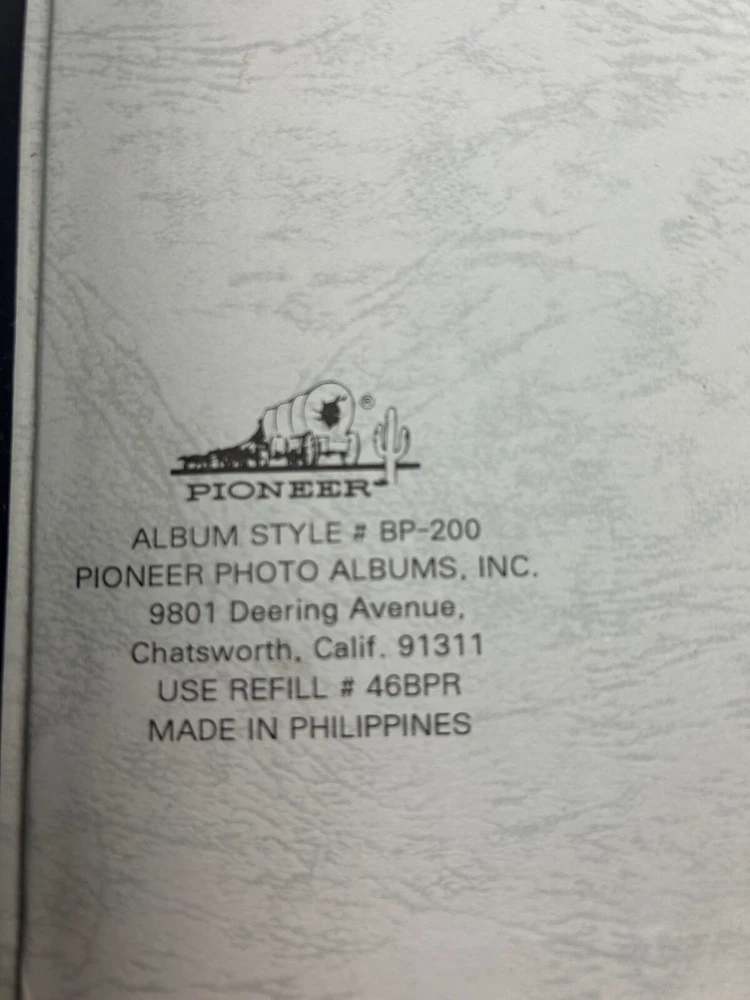 ®
PIONEER
ALBUM STYLE # BP-200
PIONEER PHOTO ALBUMS, INC.
9801 Deering Avenue,
Chatsworth, Calif. 91311
USE REFILL # 46BPR
MADE IN PHILIPPINES